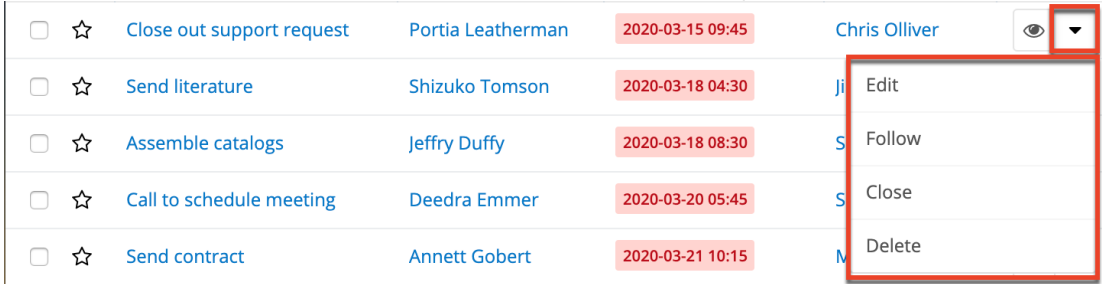 Close out support request Portia Leatherman 2020-03-15 09:45 Chris Olliver
Send literature Shizuko Tomson 2020-03-18 04:30 Ji
Edit
Assemble catalogs Jeffry Duffy 2020-03-18 08:30 S
Follow
Call to schedule meeting Deedra Emmer 2020-03-20 05:45 S
Close
Send contract Annett Gobert 2020-03-21 10:15 M
Delete